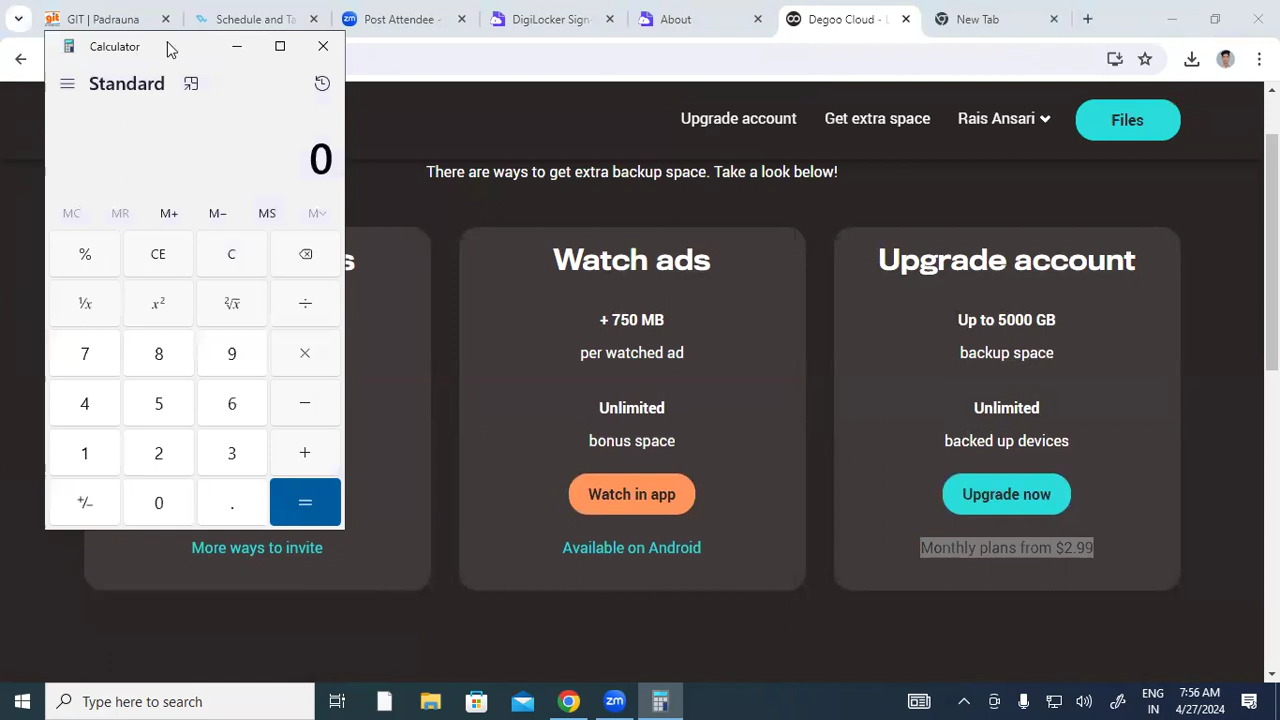 GIT | Padrauna
Schedule and Ta
Post Attendee -
DigiLocker Sign-
About
Degoo Cloud - L
New Tab
Calculator
Standard
0
MC MR M+ M− MS M
% CE C
¹/x x² ²√x ÷
7 8 9 ×
4 5 6 −
1 2 3 +
+/− 0 . =
Upgrade account
Get extra space
Rais Ansari
Files
There are ways to get extra backup space. Take a look below!
s
More ways to invite
Watch ads
+ 750 MB
per watched ad
Unlimited
bonus space
Watch in app
Available on Android
Upgrade account
Up to 5000 GB
backup space
Unlimited
backed up devices
Upgrade now
Monthly plans from $2.99
Type here to search
ENG
IN
7:56 AM
4/27/2024